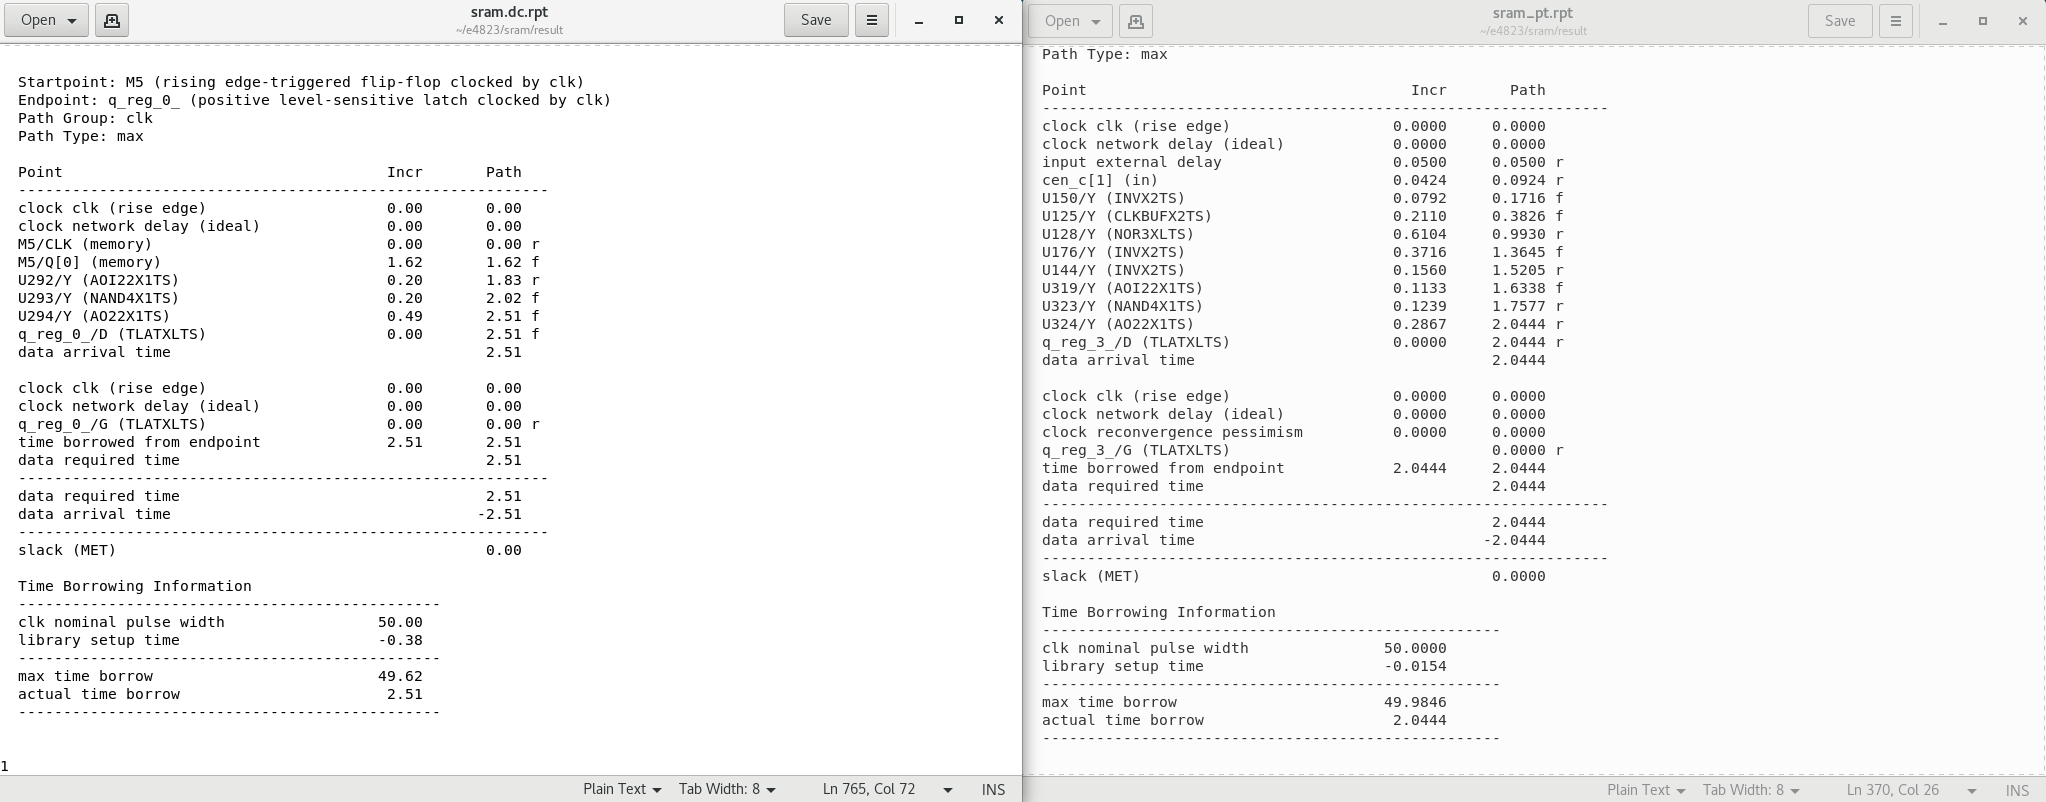 Open
sram.dc.rpt
~/e4823/sram/result
Save
Startpoint: M5 (rising edge-triggered flip-flop clocked by clk)
Endpoint: q_reg_0_ (positive level-sensitive latch clocked by clk)
Path Group: clk
Path Type: max
Point Incr Path
-----------------------------------------------------------
clock clk (rise edge) 0.00 0.00
clock network delay (ideal) 0.00 0.00
M5/CLK (memory) 0.00 0.00 r
M5/Q[0] (memory) 1.62 1.62 f
U292/Y (AOI22X1TS) 0.20 1.83 r
U293/Y (NAND4X1TS) 0.20 2.02 f
U294/Y (AO22X1TS) 0.49 2.51 f
q_reg_0_/D (TLATXLTS) 0.00 2.51 f
data arrival time 2.51
clock clk (rise edge) 0.00 0.00
clock network delay (ideal) 0.00 0.00
q_reg_0_/G (TLATXLTS) 0.00 0.00 r
time borrowed from endpoint 2.51 2.51
data required time 2.51
-----------------------------------------------------------
data required time 2.51
data arrival time -2.51
-----------------------------------------------------------
slack (MET) 0.00
Time Borrowing Information
-----------------------------------------------
clk nominal pulse width 50.00
library setup time -0.38
-----------------------------------------------
max time borrow 49.62
actual time borrow 2.51
-----------------------------------------------
1
Plain Text Tab Width: 8 Ln 765, Col 72 INS
Open
sram_pt.rpt
~/e4823/sram/result
Save
Path Type: max
Point Incr Path
---------------------------------------------------------------
clock clk (rise edge) 0.0000 0.0000
clock network delay (ideal) 0.0000 0.0000
input external delay 0.0500 0.0500 r
cen_c[1] (in) 0.0424 0.0924 r
U150/Y (INVX2TS) 0.0792 0.1716 f
U125/Y (CLKBUFX2TS) 0.2110 0.3826 f
U128/Y (NOR3XLTS) 0.6104 0.9930 r
U176/Y (INVX2TS) 0.3716 1.3645 f
U144/Y (INVX2TS) 0.1560 1.5205 r
U319/Y (AOI22X1TS) 0.1133 1.6338 f
U323/Y (NAND4X1TS) 0.1239 1.7577 r
U324/Y (AO22X1TS) 0.2867 2.0444 r
q_reg_3_/D (TLATXLTS) 0.0000 2.0444 r
data arrival time 2.0444
clock clk (rise edge) 0.0000 0.0000
clock network delay (ideal) 0.0000 0.0000
clock reconvergence pessimism 0.0000 0.0000
q_reg_3_/G (TLATXLTS) 0.0000 r
time borrowed from endpoint 2.0444 2.0444
data required time 2.0444
---------------------------------------------------------------
data required time 2.0444
data arrival time -2.0444
---------------------------------------------------------------
slack (MET) 0.0000
Time Borrowing Information
---------------------------------------------------
clk nominal pulse width 50.0000
library setup time -0.0154
---------------------------------------------------
max time borrow 49.9846
actual time borrow 2.0444
---------------------------------------------------
Plain Text Tab Width: 8 Ln 370, Col 26 INS